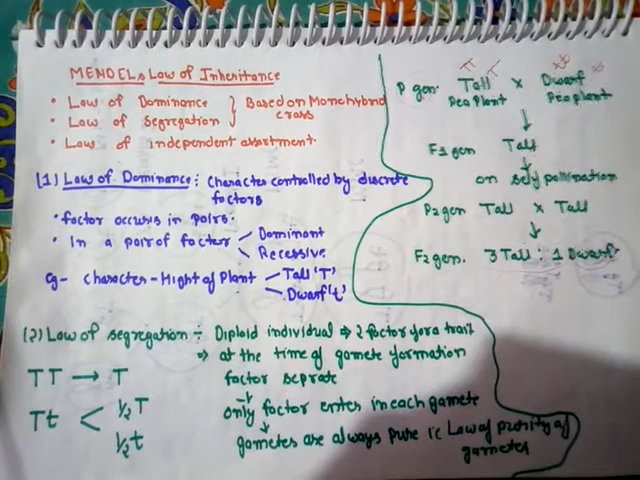 MENDELs Law of Inheritance
• Law of Dominance } Based on Monohybrid
• Law of Segregation } cross
• Law of independent assortment.
(1) Law of Dominance: Character controlled by discrete
factors
• factor occurs in pairs.
• In a pair of factor < Dominant
Recessive.
eg- Character - Hight of Plant < Tall 'T'
Dwarf 't'
P gen. Tall × Dwarf
Pea Plant Pea plant
↓
F1 gen Tall
↓
on self pollination
P2 gen Tall × Tall
↓
F2 gen. 3 Tall : 1 Dwarf
(2) Law of segregation :- Diploid individual ⇒ 2 factor for a trait
⇒ at the time of gamete formation
TT → T factor seprate
↓
Tt < 1/2 T only factor enters in each gamete
↓
1/2 t gametes are always pure ie Law of purity of
gametes